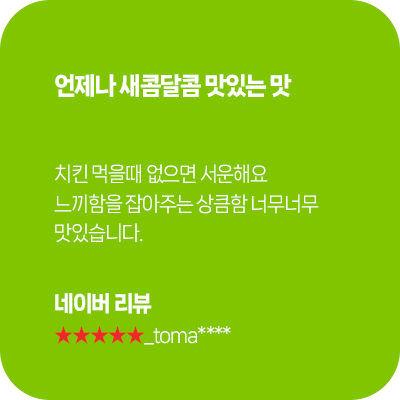 언제나 새콤달콤 맛있는 맛
치킨 먹을때 없으면 서운해요
느끼함을 잡아주는 상큼함 너무너무
맛있습니다.
네이버 리뷰
★★★★★_toma****